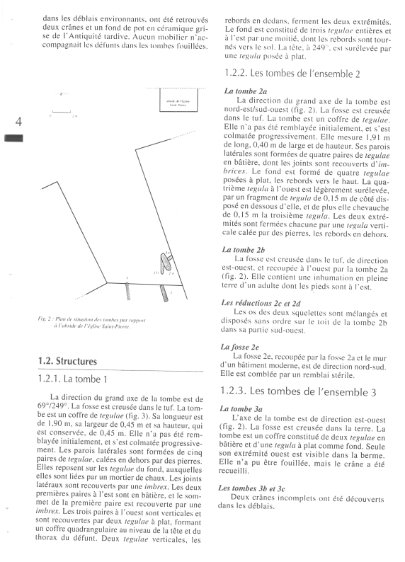 dans les déblais environnants, ont été retrouvés
deux crânes et un fond de pot en céramique gri-
se de l'Antiquité tardive. Aucun mobilier n'ac-
compagnait les défunts dans les tombes fouillées.
4
Fig. 2 : Plan de situation des tombes par rapport
à l'abside de l'église Saint-Pierre
1.2. Structures
1.2.1. La tombe 1
La direction du grand axe de la tombe est de
69°/249°. La fosse est creusée dans le tuf. La tom-
be est un coffre de tegulae (fig. 3). Sa longueur est
de 1,90 m, sa largeur de 0,45 m et sa hauteur, qui
est conservée, de 0,45 m. Elle n'a pas été rem-
blayée initialement, et s'est colmatée progressive-
ment. Les parois latérales sont formées de cinq
paires de tegulae, calées en dehors par des pierres.
Elles reposent sur les tegulae du fond, auxquelles
elles sont liées par un mortier de chaux. Les joints
latéraux sont recouverts par une imbrex. Les deux
premières paires à l'est sont en bâtière, et le som-
met de la première paire est recouverte par une
imbrex. Les trois paires à l'ouest sont verticales et
sont recouvertes par deux tegulae à plat, formant
un coffre quadrangulaire au niveau de la tête et du
thorax du défunt. Deux tegulae verticales, les
rebords en dedans, ferment les deux extrémités.
Le fond est constitué de trois tegulae entières et
à l'est par une moitié, dont les rebords sont tour-
nés vers le sol. La tête, à 249°, est surélevée par
une tegula posée à plat.
1.2.2. Les tombes de l'ensemble 2
La tombe 2a
La direction du grand axe de la tombe est
nord-est/sud-ouest (fig. 2). La fosse est creusée
dans le tuf. La tombe est un coffre de tegulae.
Elle n'a pas été remblayée initialement, et s'est
colmatée progressivement. Elle mesure 1,91 m
de long, 0,40 m de large et de hauteur. Ses parois
latérales sont formées de quatre paires de tegulae
en bâtière, dont les joints sont recouverts d'im-
brices. Le fond est formé de quatre tegulae
posées à plat, les rebords vers le haut. La qua-
trième tegula à l'ouest est légèrement surélevée,
par un fragment de tegula de 0,15 m de côté dis-
posé en dessous d'elle, et de plus elle chevauche
de 0,15 m la troisième tegula. Les deux extré-
mités sont fermées chacune par une tegula verti-
cale calée par des pierres, les rebords en dehors.
La tombe 2b
La fosse est creusée dans le tuf, de direction
est-ouest, et recoupée à l'ouest par la tombe 2a
(fig. 2). Elle contient une inhumation en pleine
terre d'un adulte dont les pieds sont à l'est.
Les réductions 2c et 2d
Les os des deux squelettes sont mélangés et
disposés sans ordre sur le toit de la tombe 2b
dans sa partie sud-ouest.
La fosse 2e
La fosse 2e, recoupée par la fosse 2a et le mur
d'un bâtiment moderne, est de direction nord-sud.
Elle est comblée par un remblai stérile.
1.2.3. Les tombes de l'ensemble 3
La tombe 3a
L'axe de la tombe est de direction est-ouest
(fig. 2). La fosse est creusée dans la terre. La
tombe est un coffre constitué de deux tegulae en
bâtière et d'une tegula à plat comme fond. Seule
son extrémité ouest est visible dans la berme.
Elle n'a pu être fouillée, mais le crâne a été
recueilli.
Les tombes 3b et 3c
Deux crânes incomplets ont été découverts
dans les déblais.